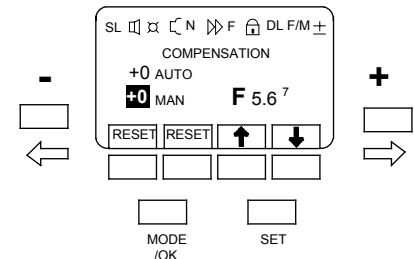 SL N F DL F/M ±
COMPENSATION
+0 AUTO
+0 MAN F 5.6 7
- +
RESET RESET
MODE /OK
SET